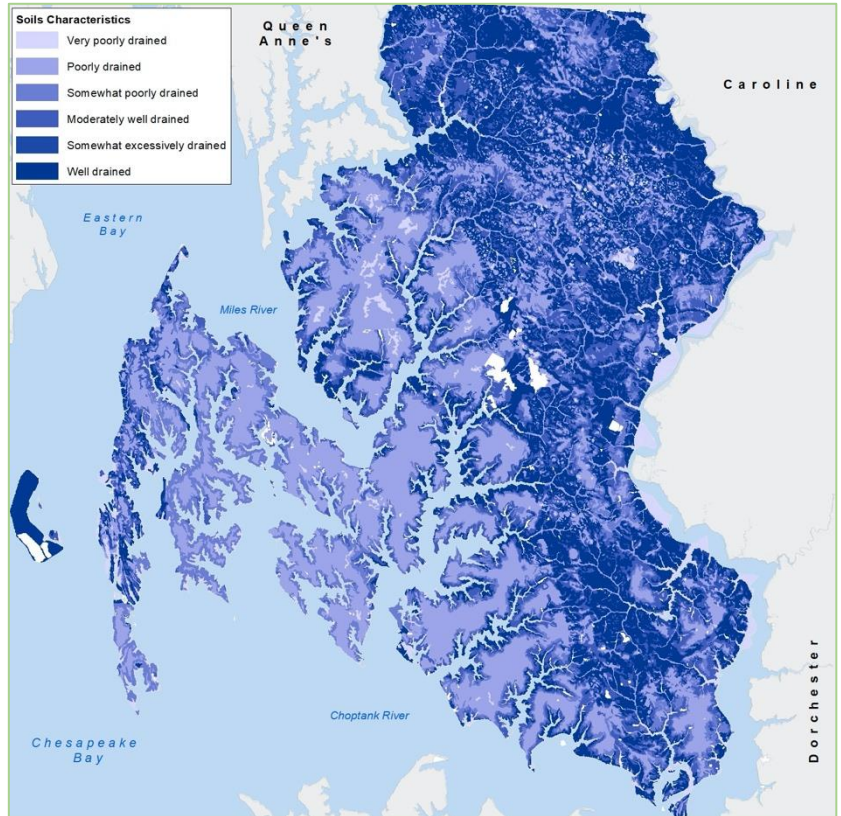 Soils Characteristics
Very poorly drained
Poorly drained
Somewhat poorly drained
Moderately well drained
Somewhat excessively drained
Well drained
Queen
Anne's
Caroline
Eastern
Bay
Miles River
Choptank River
Chesapeake
Bay
Dorchester